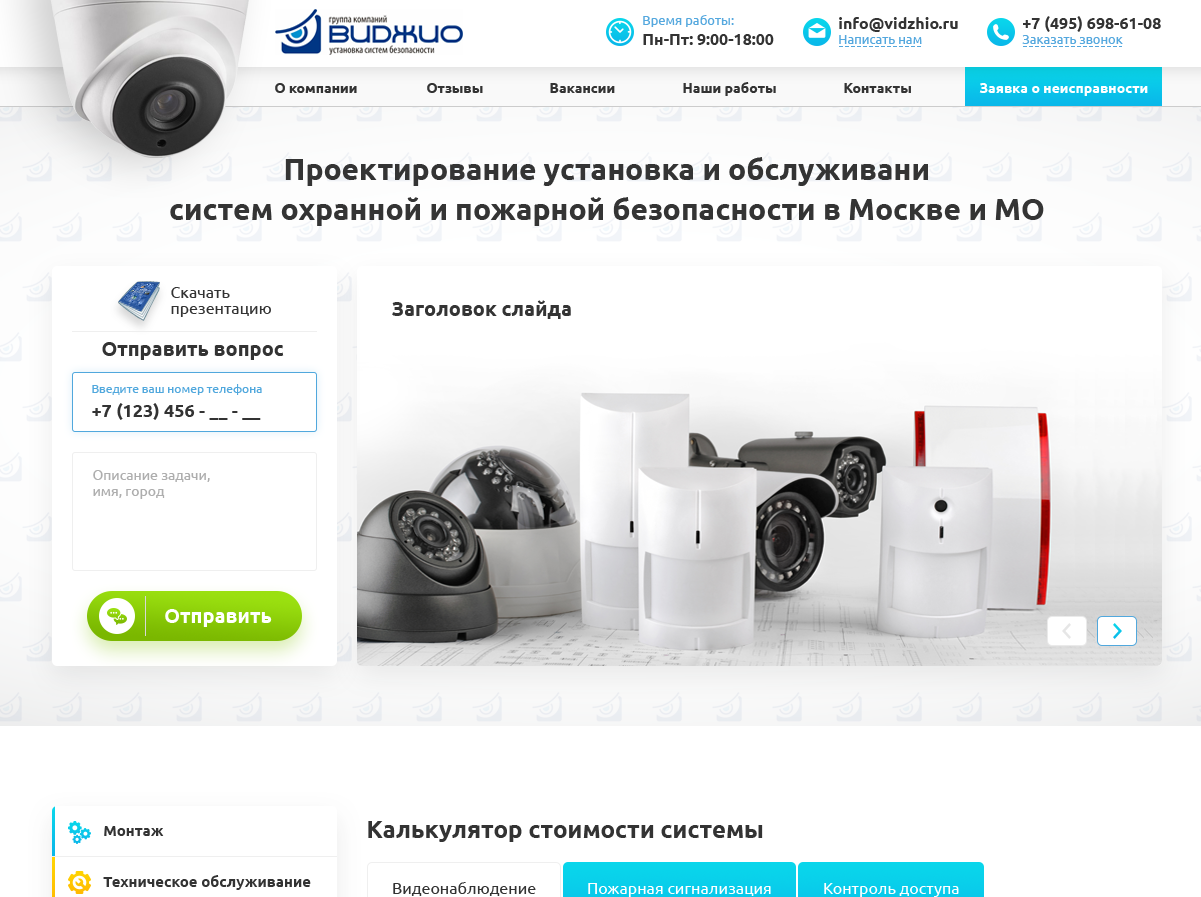 группа компаний
ВИДЖИО
установка систем безопасности
Время работы:
Пн-Пт: 9:00-18:00
info@vidzhio.ru
Написать нам
+7 (495) 698-61-08
Заказать звонок
О компании
Отзывы
Вакансии
Наши работы
Контакты
Заявка о неисправности
Проектирование установка и обслуживани
систем охранной и пожарной безопасности в Москве и МО
Скачать
презентацию
Отправить вопрос
Введите ваш номер телефона
+7 (123) 456 - __ - __
Описание задачи,
имя, город
Отправить
Заголовок слайда
Монтаж
Техническое обслуживание
Калькулятор стоимости системы
Видеонаблюдение
Пожарная сигнализация
Контроль доступа